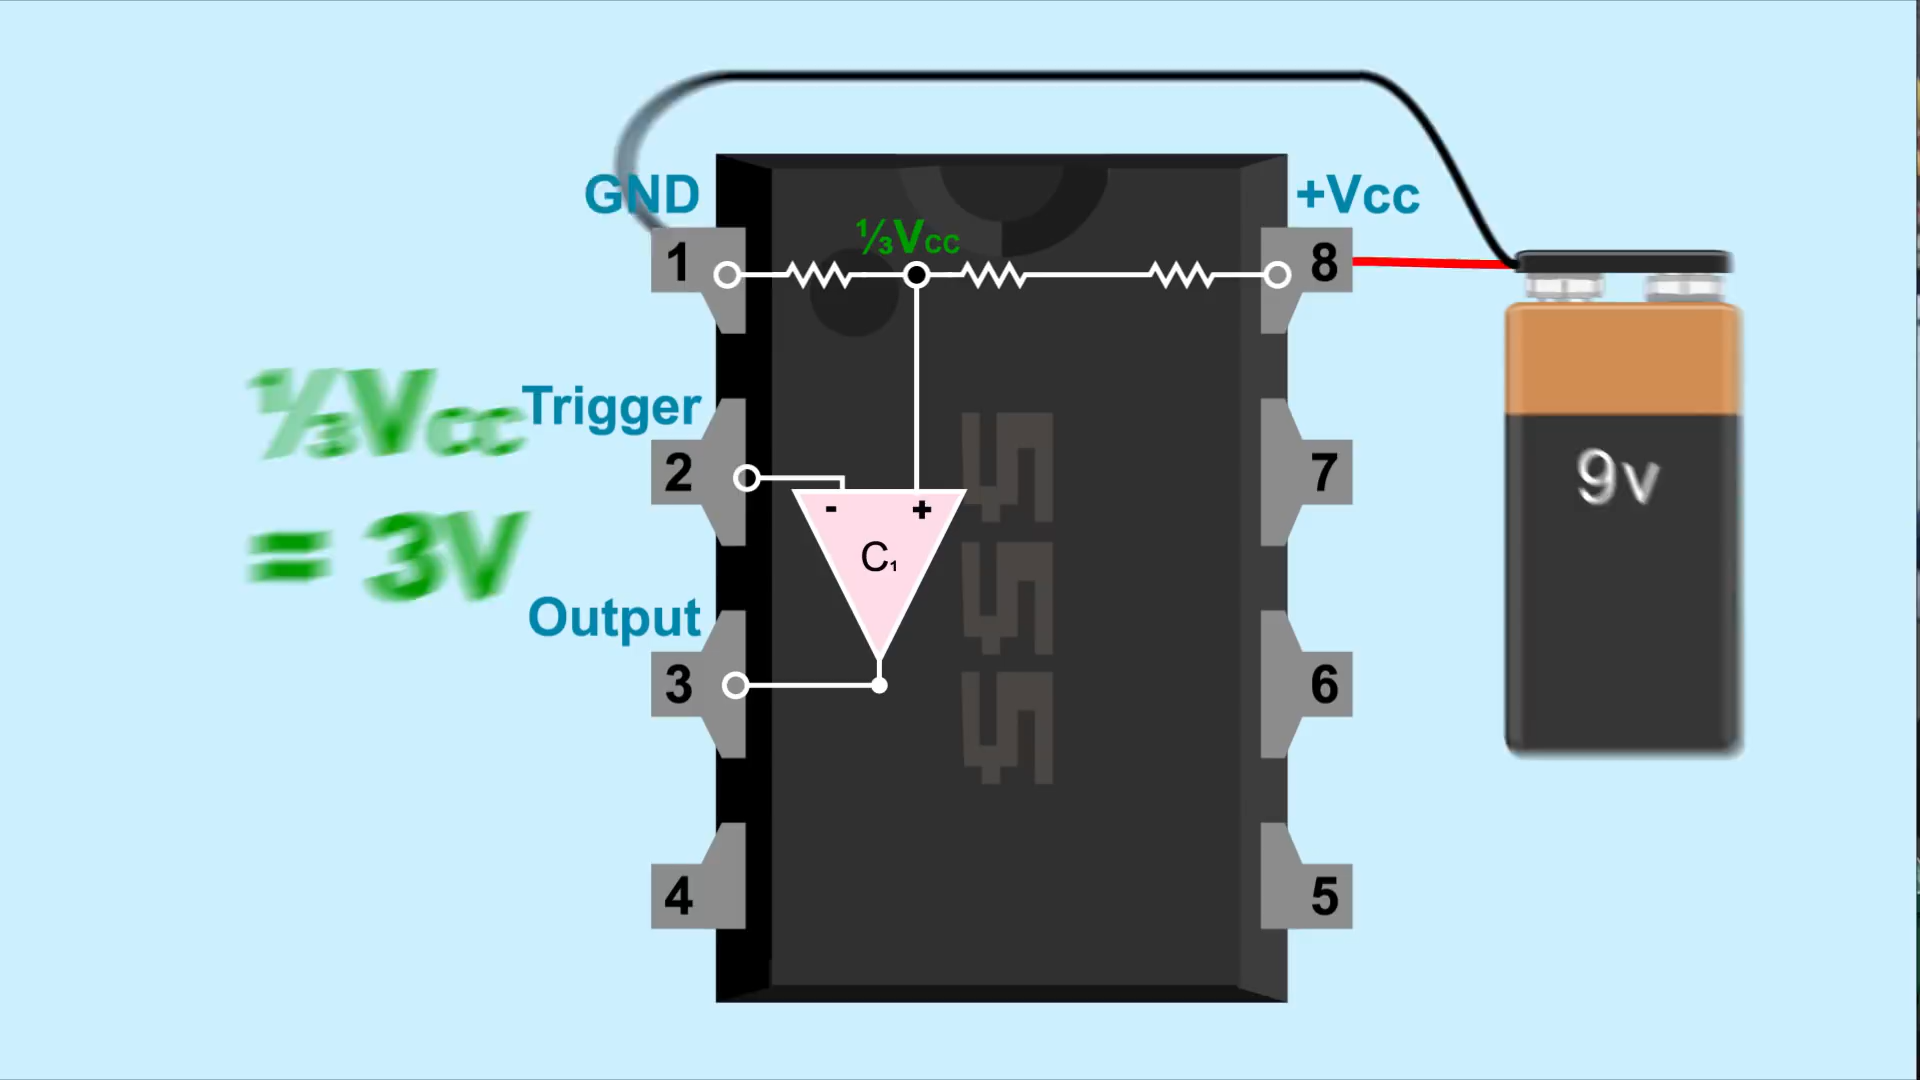 GND
+Vcc
⅓Vcc
1
8
⅓Vcc
= 3V
Trigger
2
7
- +
C₁
9v
Output
3
6
4
5
555